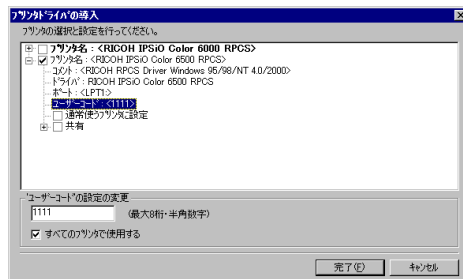 プリンタドライバの導入
プリンタの選択と設定を行ってください。
プリンタ名 : <RICOH IPSiO Color 6000 RPCS>
プリンタ名 : <RICOH IPSiO Color 6500 RPCS>
コメント : <RICOH RPCS Driver Windows 95/98/NT 4.0/2000>
ドライバ : RICOH IPSiO Color 6500 RPCS
ポート : <LPT1:>
ユーザーコード : <1111>
通常使うプリンタに設定
共有
'ユーザーコード'の設定の変更
1111
(最大8桁・半角数字)
すべてのプリンタで使用する
完了(F)
キャンセル